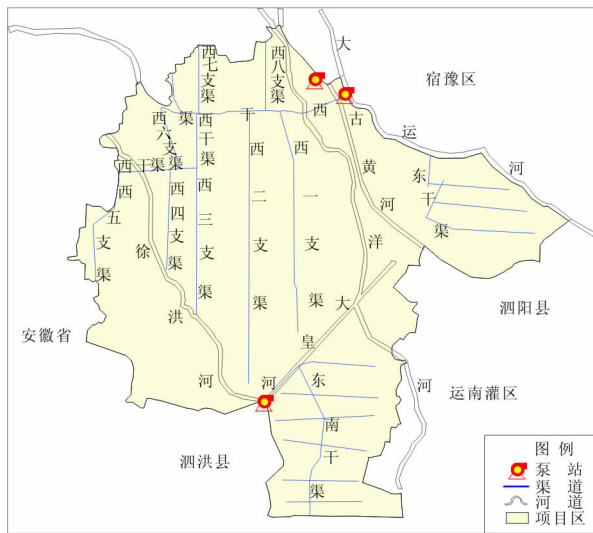 大运河
宿豫区
西七支渠
西八支渠
西干渠
古黄河
西六支渠
西干渠
西干渠
西一支渠
西二支渠
西三支渠
西四支渠
西五支渠
东干渠
徐洪河
洋河
大皇河
泗阳县
安徽省
运南灌区
东南干渠
泗洪县
图例
泵站
渠道
河道
项目区